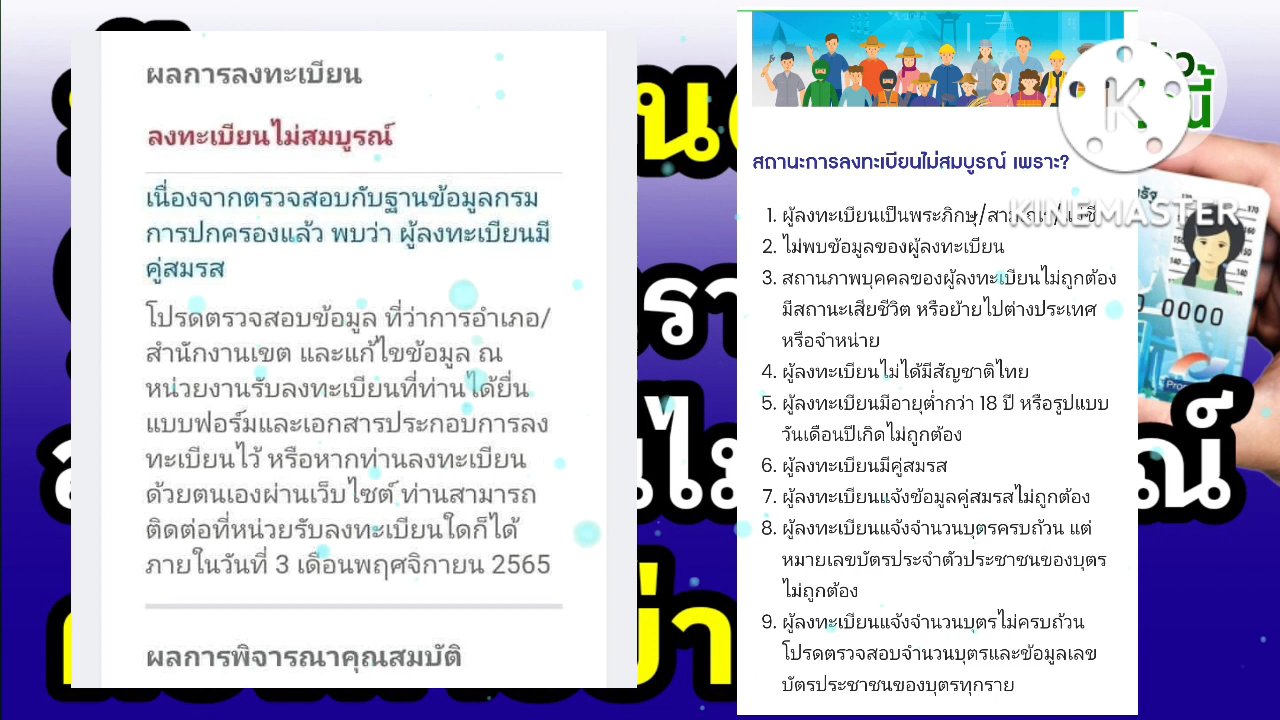 ผลการลงทะเบียน
ลงทะเบียนไม่สมบูรณ์
เนื่องจากตรวจสอบกับฐานข้อมูลกรม
การปกครองแล้ว พบว่า ผู้ลงทะเบียนมี
คู่สมรส
โปรดตรวจสอบข้อมูล ที่ว่าการอำเภอ/
สำนักงานเขต และแก้ไขข้อมูล ณ
หน่วยงานรับลงทะเบียนที่ท่านได้ยื่น
แบบฟอร์มและเอกสารประกอบการลง
ทะเบียนไว้ หรือหากท่านลงทะเบียน
ด้วยตนเองผ่านเว็บไซต์ ท่านสามารถ
ติดต่อที่หน่วยรับลงทะเบียนใดก็ได้
ภายในวันที่ 3 เดือนพฤศจิกายน 2565
ผลการพิจารณาคุณสมบัติ
สถานะการลงทะเบียนไม่สมบูรณ์ เพราะ?
1. ผู้ลงทะเบียนเป็นพระภิกษุ/
2. ไม่พบข้อมูลของผู้ลงทะเบียน
3. สถานภาพบุคคลของผู้ลงทะเบียนไม่ถูกต้อง
มีสถานะเสียชีวิต หรือย้ายไปต่างประเทศ
หรือจำหน่าย
4. ผู้ลงทะเบียนไม่ได้มีสัญชาติไทย
5. ผู้ลงทะเบียนมีอายุต่ำกว่า 18 ปี หรือรูปแบบ
วันเดือนปีเกิดไม่ถูกต้อง
6. ผู้ลงทะเบียนมีคู่สมรส
7. ผู้ลงทะเบียนแจ้งข้อมูลคู่สมรสไม่ถูกต้อง
8. ผู้ลงทะเบียนแจ้งจำนวนบุตรครบถ้วน แต่
หมายเลขบัตรประจำตัวประชาชนของบุตร
ไม่ถูกต้อง
9. ผู้ลงทะเบียนแจ้งจำนวนบุตรไม่ครบถ้วน
โปรดตรวจสอบจำนวนบุตรและข้อมูลเลข
บัตรประชาชนของบุตรทุกราย
K
KINEMASTER
0000